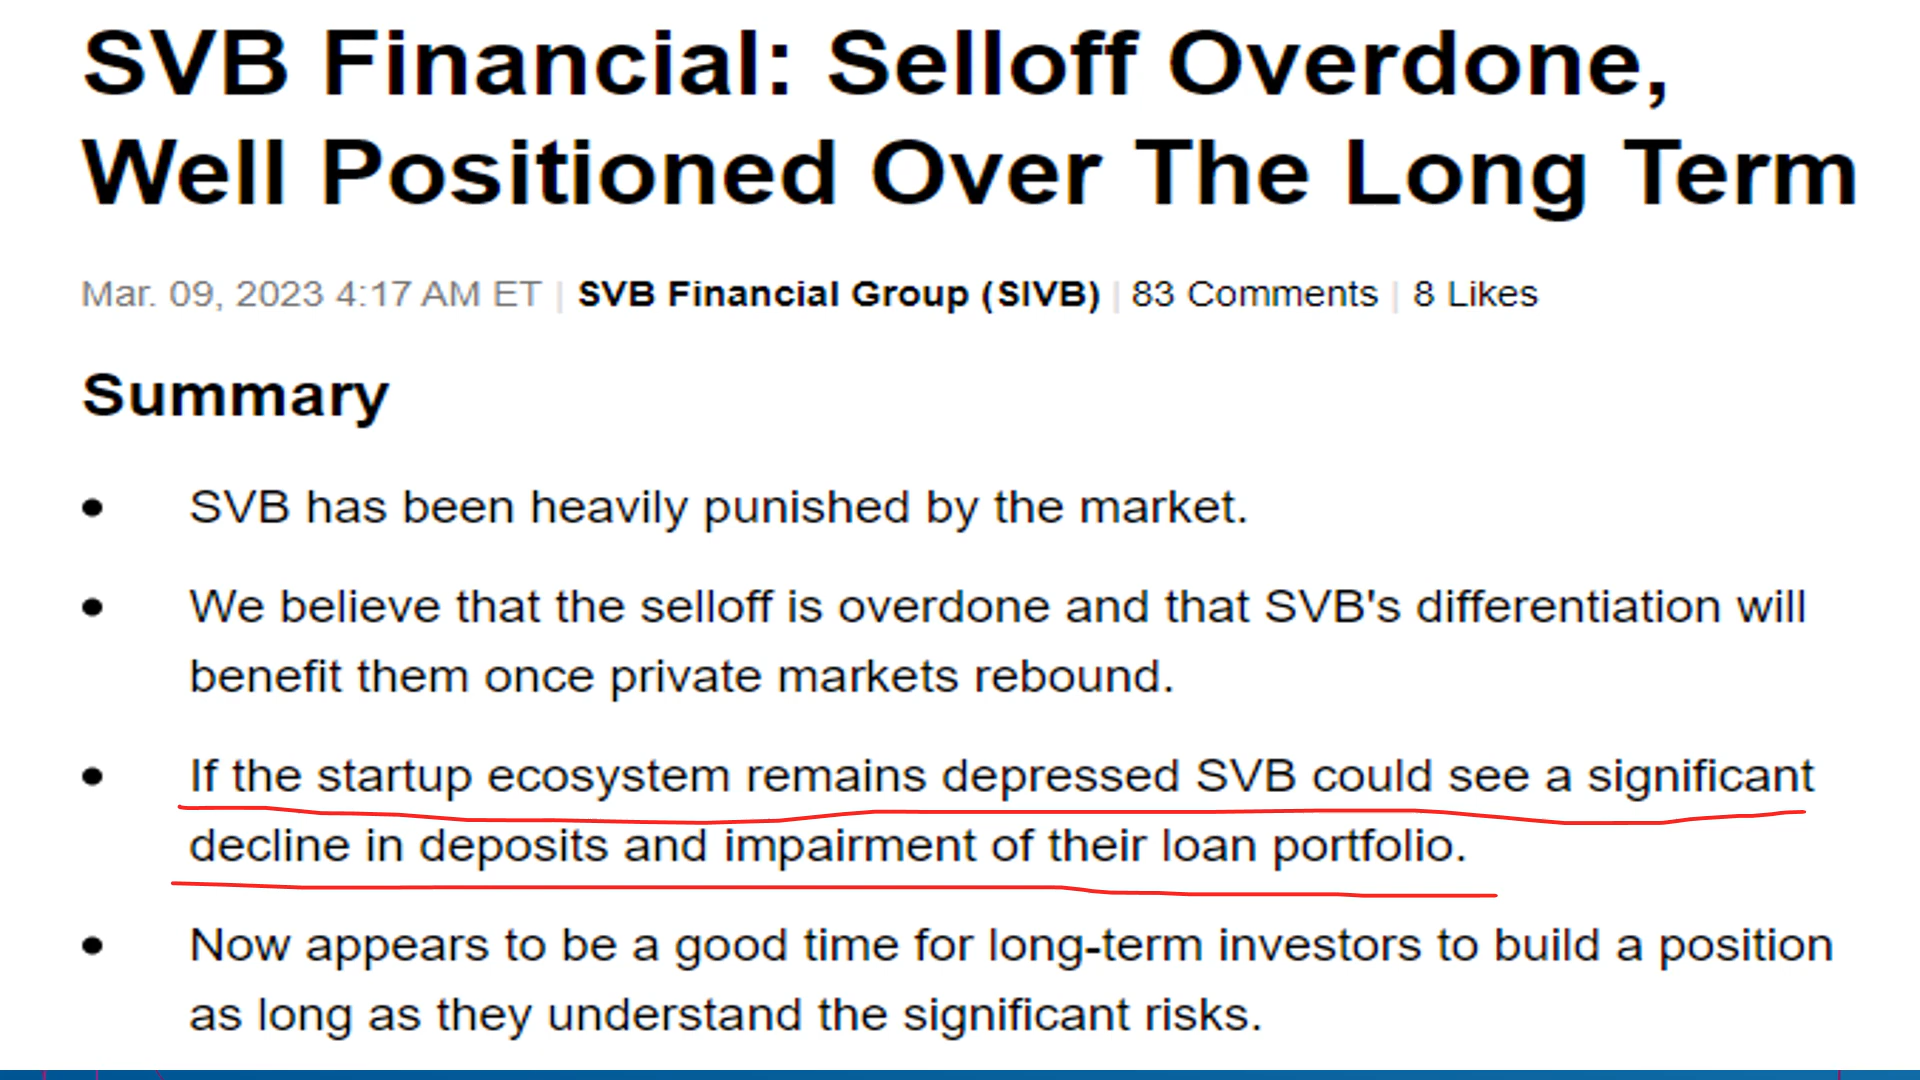 SVB Financial: Selloff Overdone,
Well Positioned Over The Long Term
Mar. 09, 2023 4:17 AM ET | SVB Financial Group (SIVB) | 83 Comments | 8 Likes
Summary
• SVB has been heavily punished by the market.
• We believe that the selloff is overdone and that SVB's differentiation will
benefit them once private markets rebound.
• If the startup ecosystem remains depressed SVB could see a significant
decline in deposits and impairment of their loan portfolio.
• Now appears to be a good time for long-term investors to build a position
as long as they understand the significant risks.